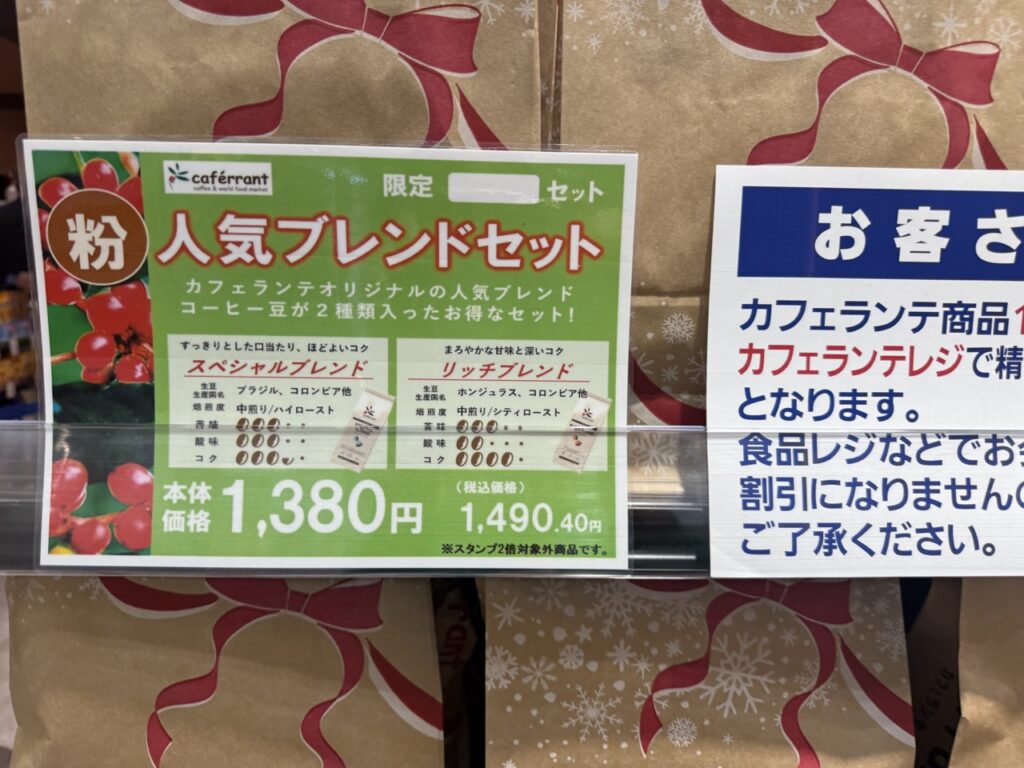 caférrant
coffee & world food market
限定 セット
粉
人気ブレンドセット
カフェランテオリジナルの人気ブレンド
コーヒー豆が2種類入ったお得なセット!
すっきりとした口当たり、ほどよいコク
スペシャルブレンド
生豆生産国名 ブラジル、コロンビア他
焙煎度 中煎り/ハイロースト
苦味
酸味
コク
まろやかな甘味と深いコク
リッチブレンド
生豆生産国名 ホンジュラス、コロンビア他
焙煎度 中煎り/シティロースト
苦味
酸味
コク
本体価格 1,380円
(税込価格)
1,490.40円
※スタンプ2倍対象外商品です。
お客さ
カフェランテ商品
カフェランテレジで精
となります。
食品レジなどでお
割引になりません
ご了承ください。